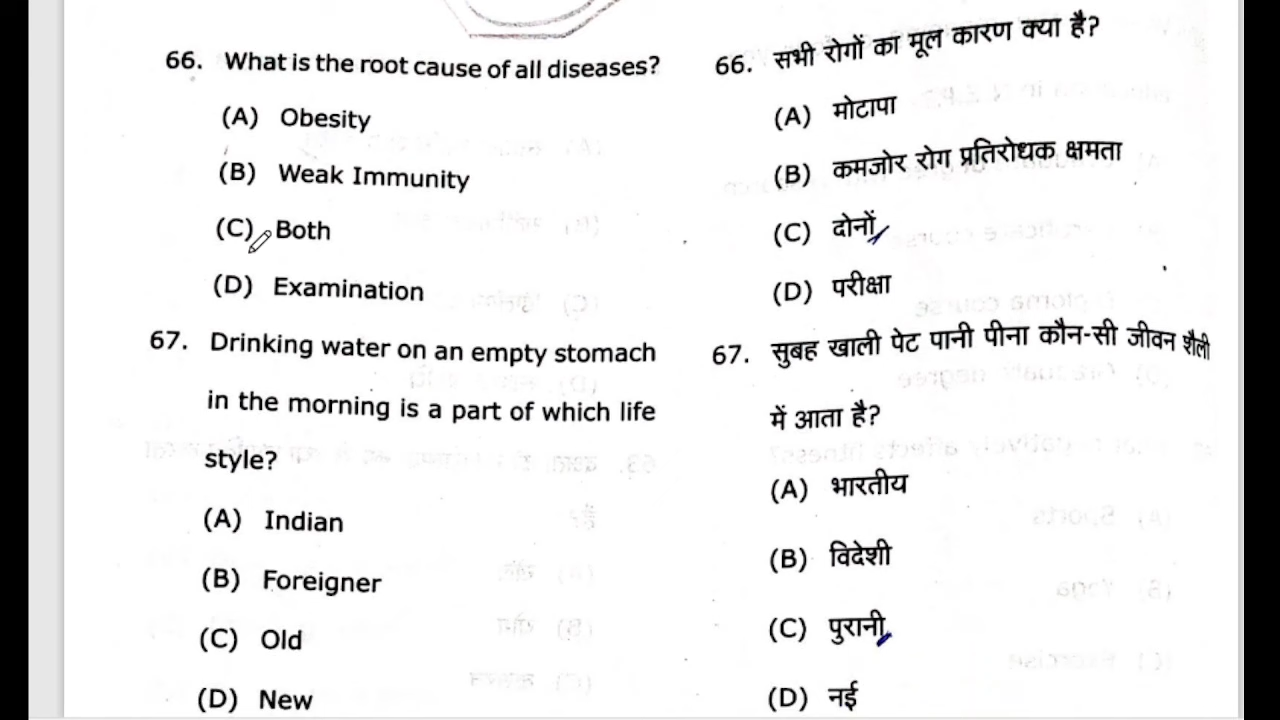 66. What is the root cause of all diseases?
(A) Obesity
(B) Weak Immunity
(C) Both
(D) Examination
67. Drinking water on an empty stomach
in the morning is a part of which life
style?
(A) Indian
(B) Foreigner
(C) Old
(D) New
66. सभी रोगों का मूल कारण क्या है?
(A) मोटापा
(B) कमजोर रोग प्रतिरोधक क्षमता
(C) दोनों
(D) परीक्षा
67. सुबह खाली पेट पानी पीना कौन-सी जीवन शैली
में आता है?
(A) भारतीय
(B) विदेशी
(C) पुरानी
(D) नई